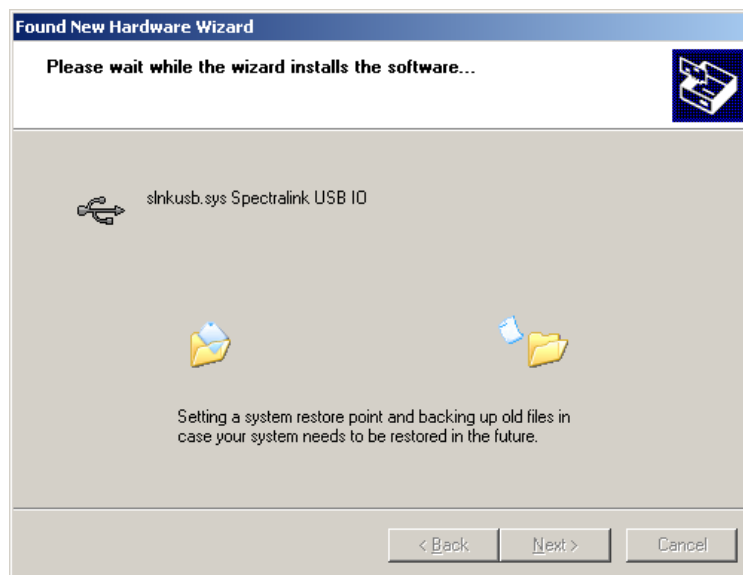 Found New Hardware Wizard
Please wait while the wizard installs the software...
slnkusb.sys Spectralink USB IO
Setting a system restore point and backing up old files in
case your system needs to be restored in the future.
< Back
Next >
Cancel